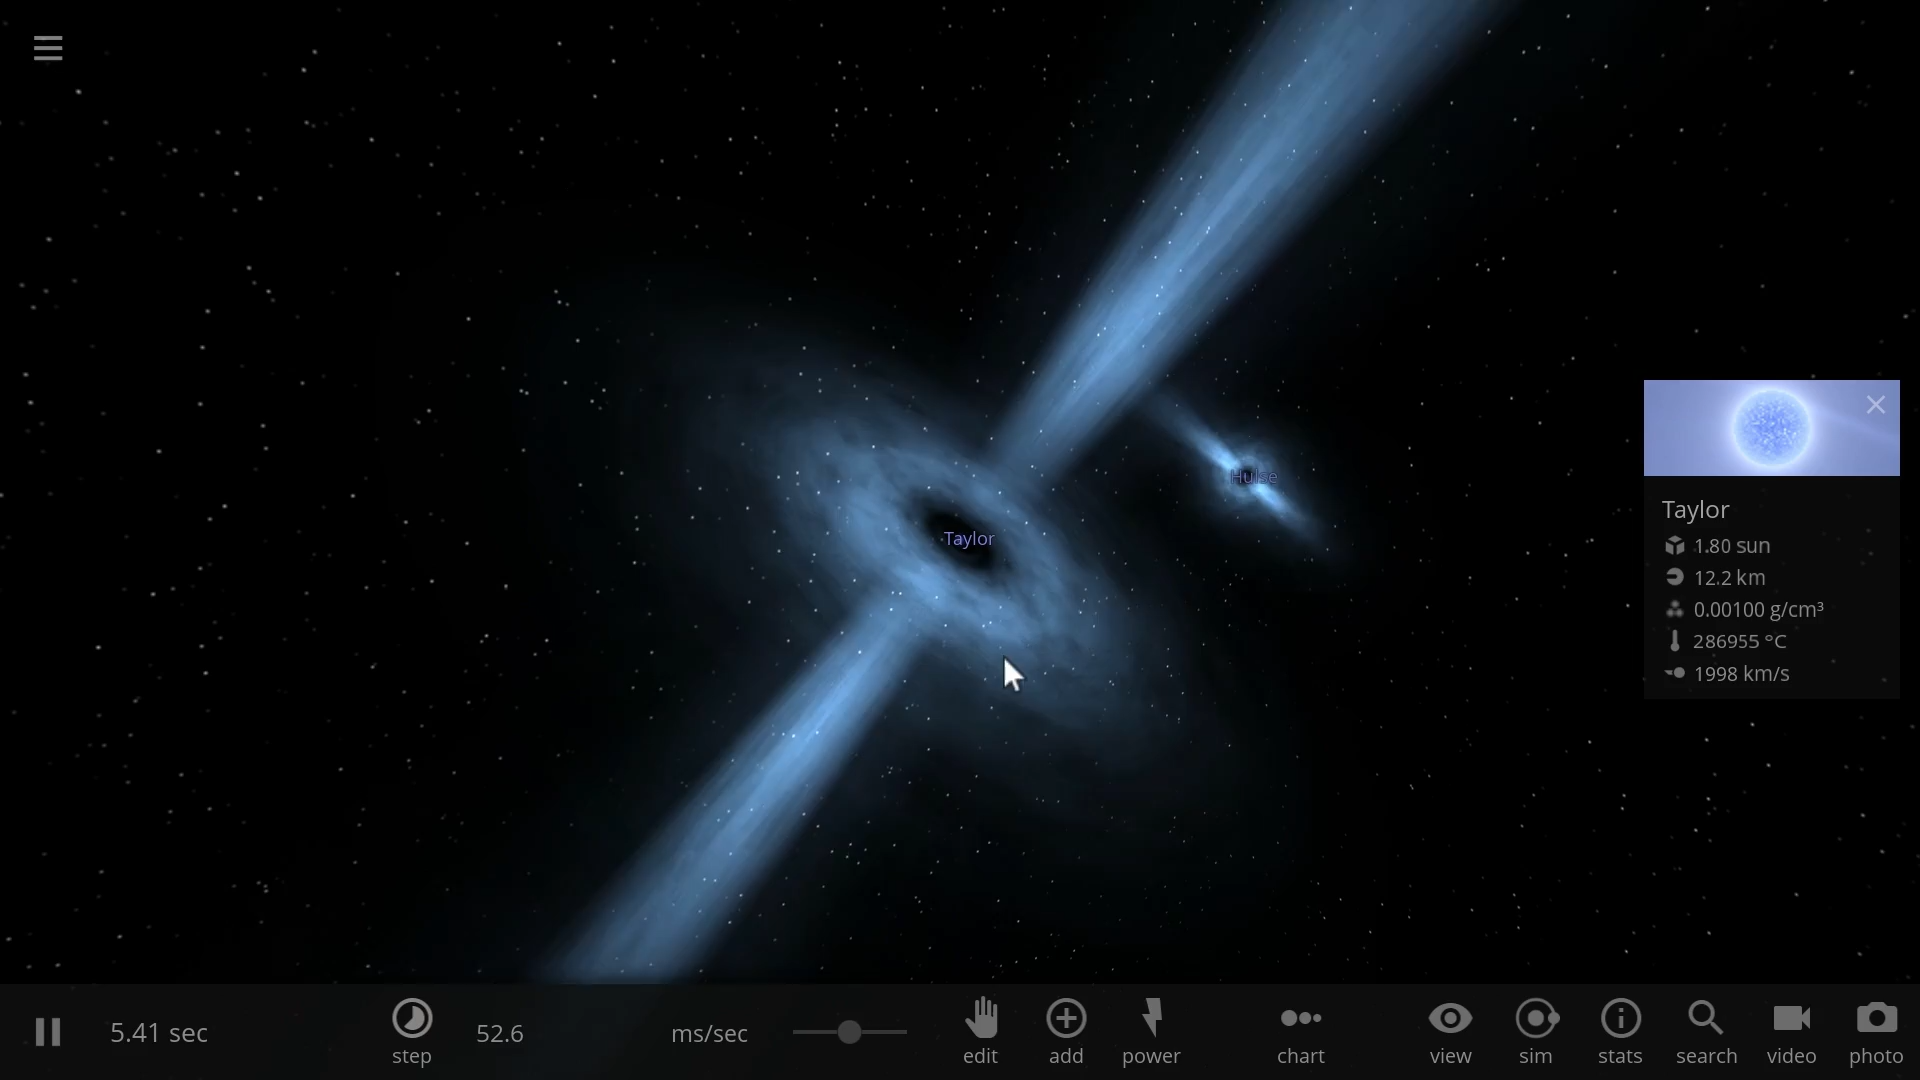 Taylor
Hulse
Taylor
1.80 sun
12.2 km
0.00100 g/cm³
286955 °C
1998 km/s
5.41 sec
step
52.6
ms/sec
edit
add
power
chart
view
sim
stats
search
video
photo